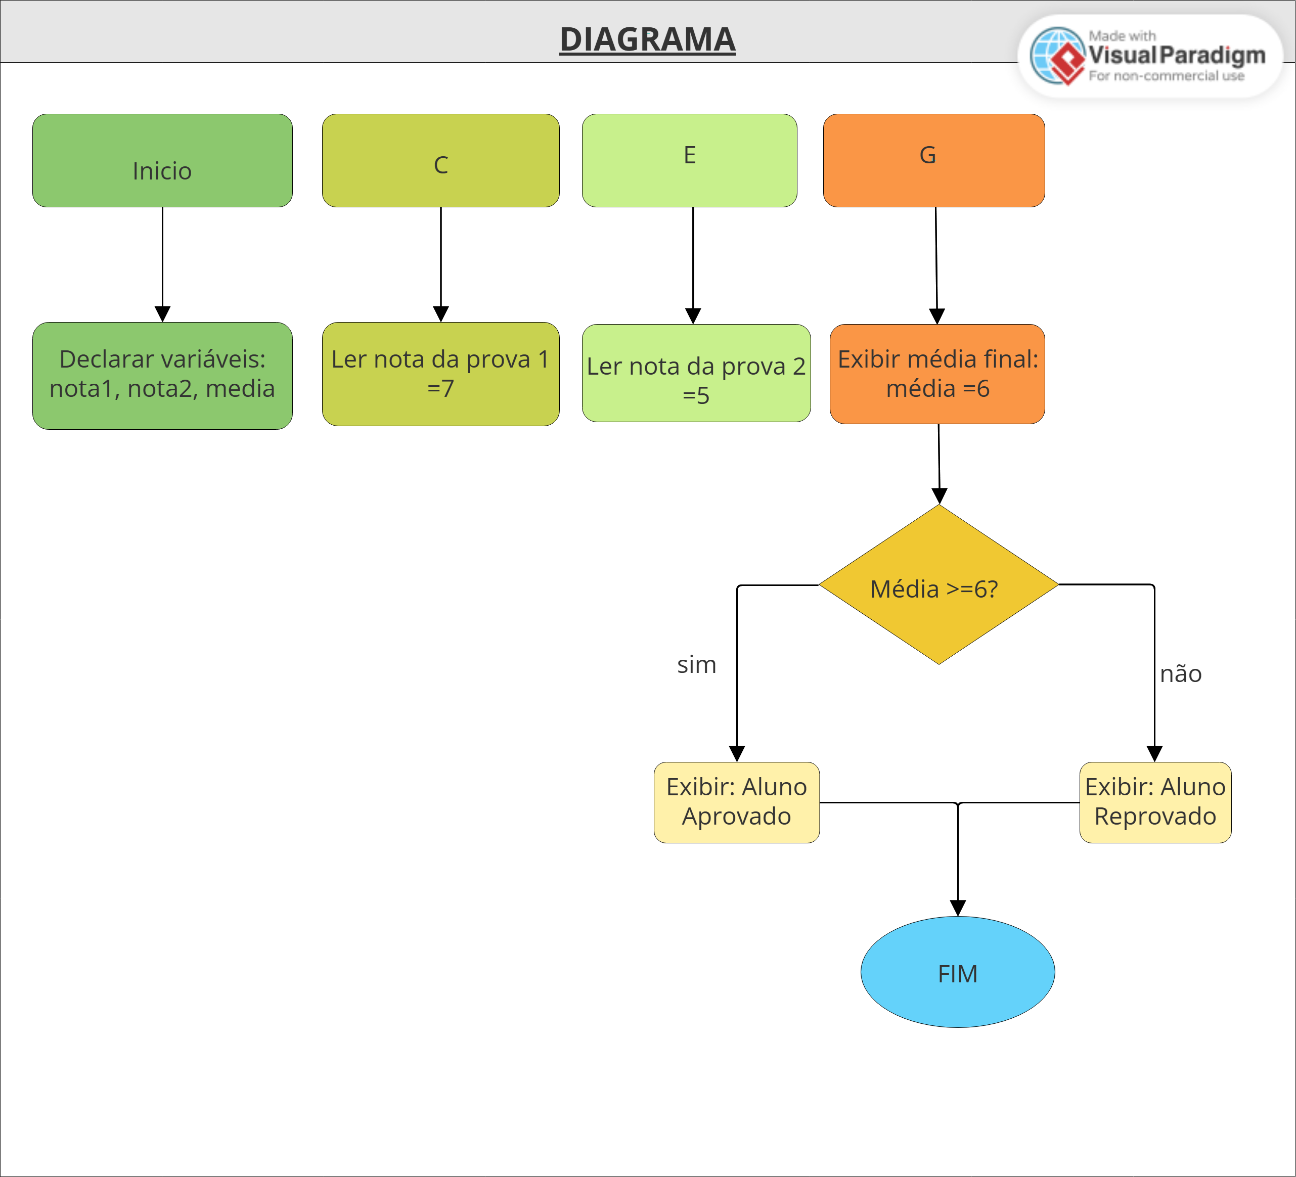 DIAGRAMA
Made with
Visual Paradigm
For non-commercial use
Inicio
C
E
G
Declarar variáveis:
nota1, nota2, media
Ler nota da prova 1
=7
Ler nota da prova 2
=5
Exibir média final:
média =6
Média >=6?
sim
não
Exibir: Aluno
Aprovado
Exibir: Aluno
Reprovado
FIM